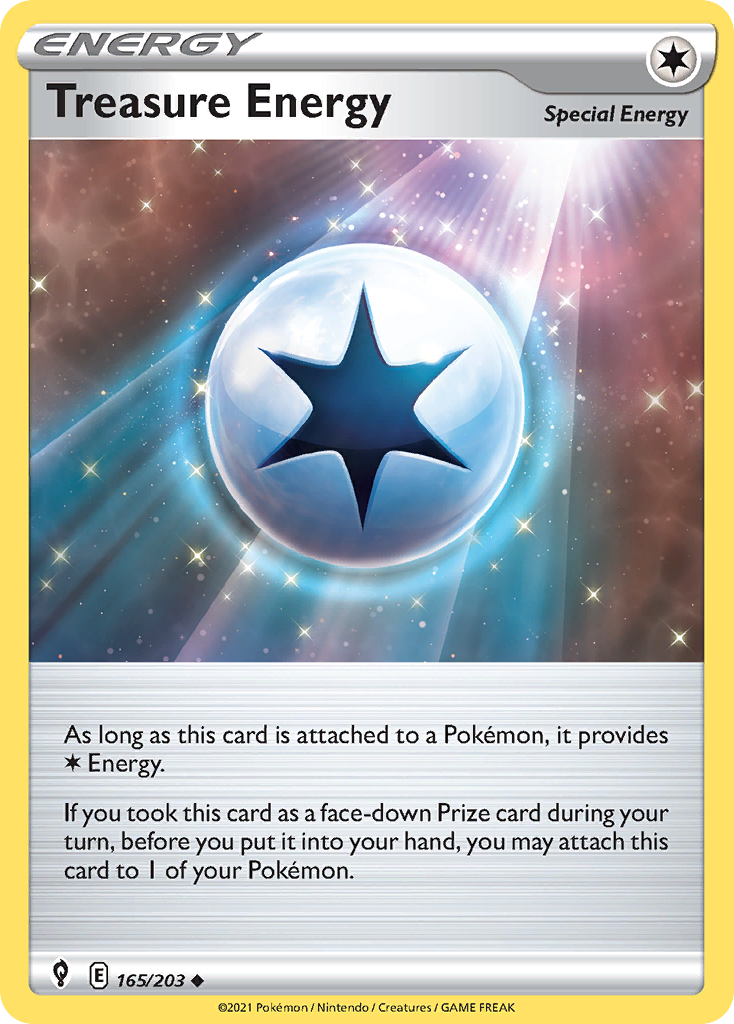 ENERGY
Treasure Energy
Special Energy
As long as this card is attached to a Pokémon, it provides
Energy.
If you took this card as a face-down Prize card during your
turn, before you put it into your hand, you may attach this
card to 1 of your Pokémon.
E 165/203
©2021 Pokémon / Nintendo / Creatures / GAME FREAK